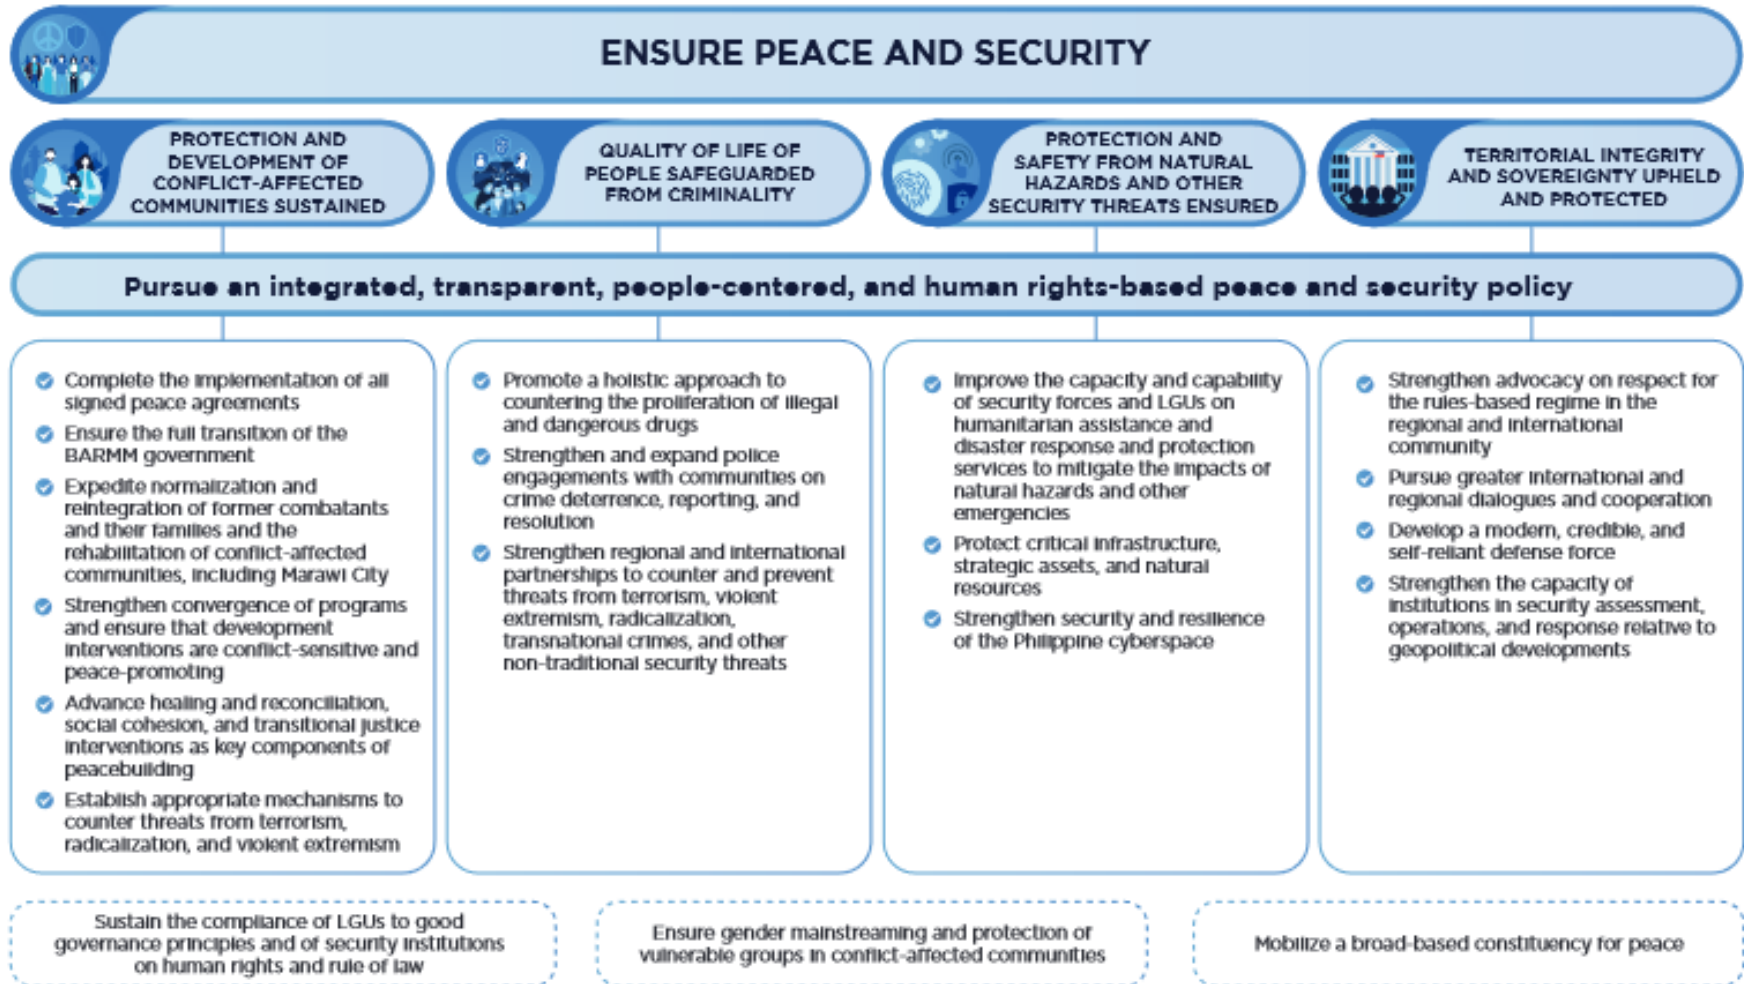 ENSURE PEACE AND SECURITY
PROTECTION AND
DEVELOPMENT OF
CONFLICT-AFFECTED
COMMUNITIES SUSTAINED
QUALITY OF LIFE OF
PEOPLE SAFEGUARDED
FROM CRIMINALITY
PROTECTION AND
SAFETY FROM NATURAL
HAZARDS AND OTHER
SECURITY THREATS ENSURED
TERRITORIAL INTEGRITY
AND SOVEREIGNTY UPHELD
AND PROTECTED
Pursue an integrated, transparent, people-centered, and human rights-based peace and security policy
Complete the implementation of all
signed peace agreements
Ensure the full transition of the
BARMM government
Expedite normalization and
reintegration of former combatants
and their families and the
rehabilitation of conflict-affected
communities, including Marawi City
Strengthen convergence of programs
and ensure that development
interventions are conflict-sensitive and
peace-promoting
Advance healing and reconciliation,
social cohesion, and transitional justice
interventions as key components of
peacebuilding
Establish appropriate mechanisms to
counter threats from terrorism,
radicalization, and violent extremism
Promote a holistic approach to
countering the proliferation of illegal
and dangerous drugs
Strengthen and expand police
engagements with communities on
crime deterrence, reporting, and
resolution
Strengthen regional and international
partnerships to counter and prevent
threats from terrorism, violent
extremism, radicalization,
transnational crimes, and other
non-traditional security threats
Improve the capacity and capability
of security forces and LGUs on
humanitarian assistance and
disaster response and protection
services to mitigate the impacts of
natural hazards and other
emergencies
Protect critical infrastructure,
strategic assets, and natural
resources
Strengthen security and resilience
of the Philippine cyberspace
Strengthen advocacy on respect for
the rules-based regime in the
regional and international
community
Pursue greater international and
regional dialogues and cooperation
Develop a modern, credible, and
self-reliant defense force
Strengthen the capacity of
institutions in security assessment,
operations, and response relative to
geopolitical developments
Sustain the compliance of LGUs to good
governance principles and of security institutions
on human rights and rule of law
Ensure gender mainstreaming and protection of
vulnerable groups in conflict-affected communities
Mobilize a broad-based constituency for peace